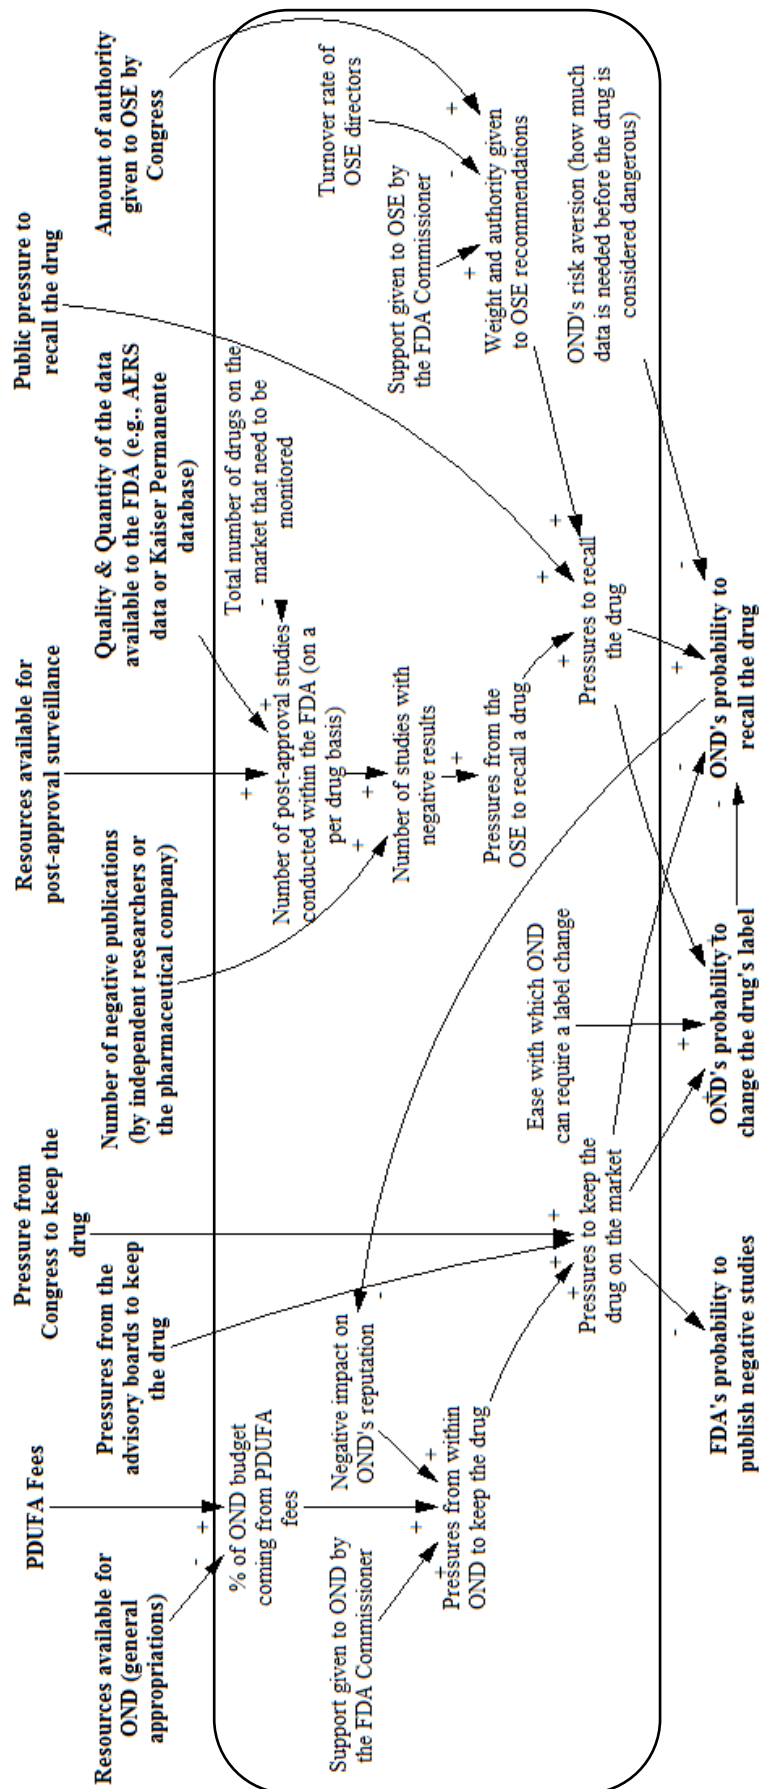 PDUFA Fees
Resources available for
OND (general
appropriations)
Pressure from
Congress to keep the
drug
Pressures from the
advisory boards to keep
the drug
Resources available for
post-approval surveillance
Number of negative publications
(by independent researchers or
the pharmaceutical company)
Quality & Quantity of the data
available to the FDA (e.g., AERS
data or Kaiser Permanente
database)
Public pressure to
recall the drug
Amount of authority
given to OSE by
Congress
- +
% of OND budget
coming from PDUFA
fees
Support given to OND by
the FDA Commissioner
Negative impact on
OND's reputation
-
+ + +
Pressures from within
OND to keep the drug
+ + +
Pressures to keep the
drug on the market
Ease with which OND
can require a label change
+ +
Number of post-approval studies
conducted within the FDA (on a
per drug basis)
Total number of drugs on the
- market that need to be
monitored
+ +
Number of studies with
negative results
+
Pressures from the
OSE to recall a drug
+ + +
Pressures to recall
the drug
Turnover rate of
OSE directors
Support given to OSE by
the FDA Commissioner
+ - +
Weight and authority given
to OSE recommendations
OND's risk aversion (how much
data is needed before the drug is
considered dangerous)
-
FDA's probability to
publish negative studies
+ + +
OND's probability to
change the drug's label
- - + -
OND's probability to
recall the drug